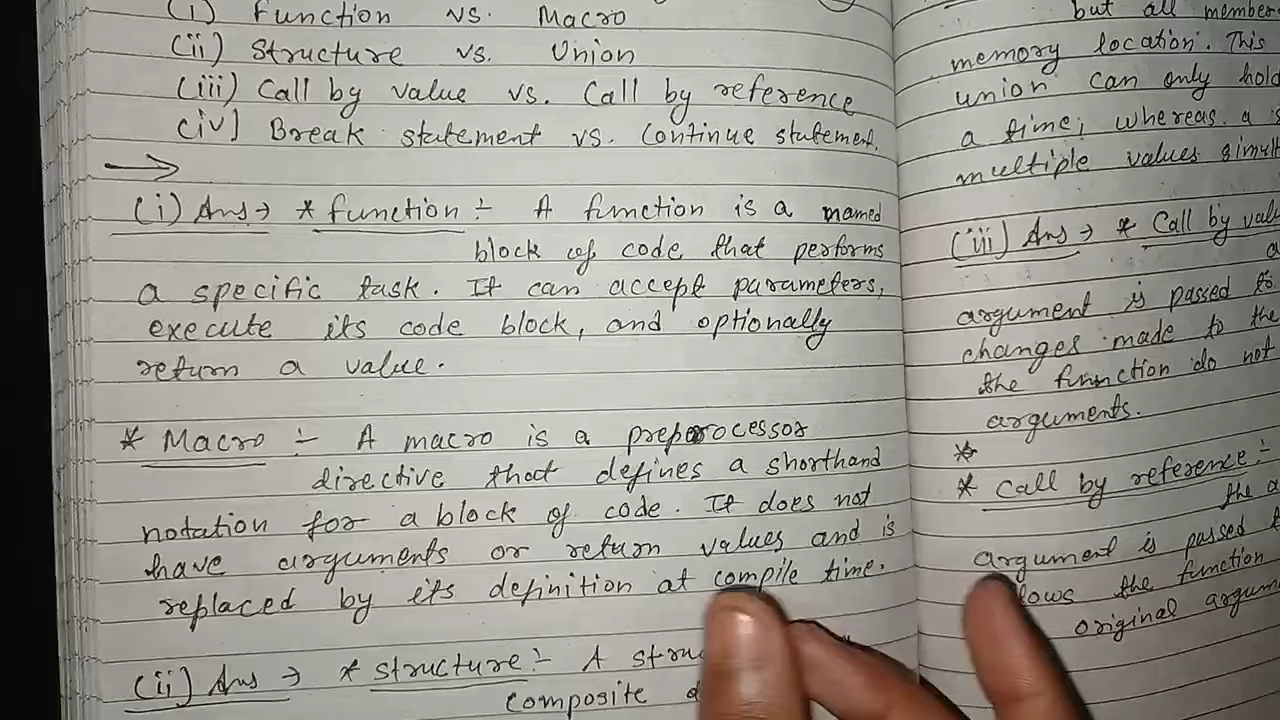 (i) Function vs. Macro
(ii) Structure vs. Union
(iii) Call by value vs. Call by reference
(iv) Break statement vs. Continue statement.
(i) Ans → * function :- A function is a named
block of code that performs
a specific task. It can accept parameters,
execute its code block, and optionally
return a value.
* Macro :- A macro is a preprocessor
directive that defines a shorthand
notation for a block of code. It does not
have arguments or return values and is
replaced by its definition at compile time.
(ii) Ans → * structure :- A
composite
but all
memory location. This
union can only
a time; whereas a
multiple values
(iii) Ans → * Call by
argument is passed to
changes made to the
the function do not
arguments.
*
* Call by reference :-
the
argument is passed
the function
original